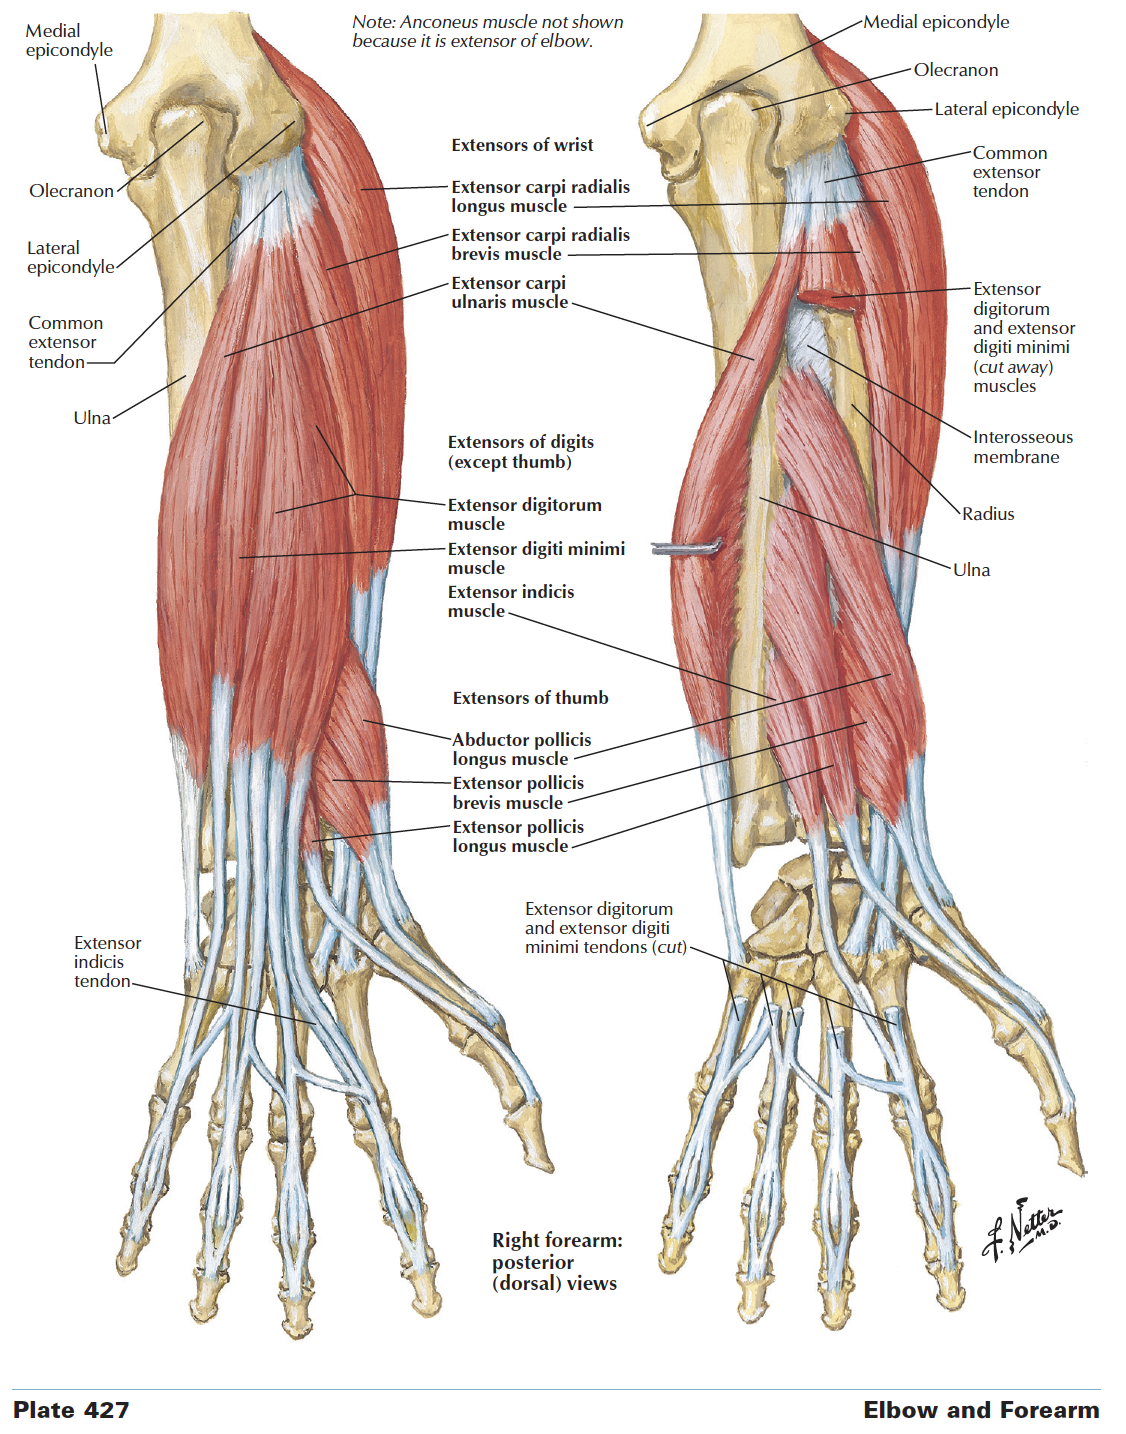 Medial
epicondyle
Olecranon
Lateral
epicondyle
Common
extensor
tendon
Ulna
Extensor
indicis
tendon
Note: Anconeus muscle not shown
because it is extensor of elbow.
Extensors of wrist
Extensor carpi radialis
longus muscle
Extensor carpi radialis
brevis muscle
Extensor carpi
ulnaris muscle
Extensors of digits
(except thumb)
Extensor digitorum
muscle
Extensor digiti minimi
muscle
Extensor indicis
muscle
Extensors of thumb
Abductor pollicis
longus muscle
Extensor pollicis
brevis muscle
Extensor pollicis
longus muscle
Extensor digitorum
and extensor digiti
minimi tendons (cut)
Right forearm:
posterior
(dorsal) views
Medial epicondyle
Olecranon
Lateral epicondyle
Common
extensor
tendon
Extensor
digitorum
and extensor
digiti minimi
(cut away)
muscles
Interosseous
membrane
Radius
Ulna
F. Netter
M.D.
Plate 427
Elbow and Forearm